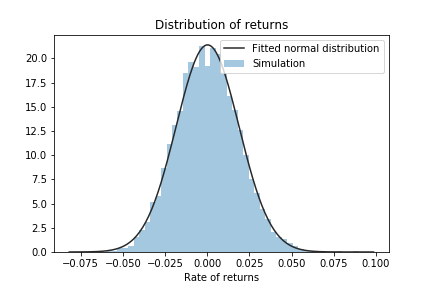 Distribution of returns
Fitted normal distribution
Simulation
20.0
17.5
15.0
12.5
10.0
7.5
5.0
2.5
0.0
−0.075 −0.050 −0.025 0.000 0.025 0.050 0.075 0.100
Rate of returns